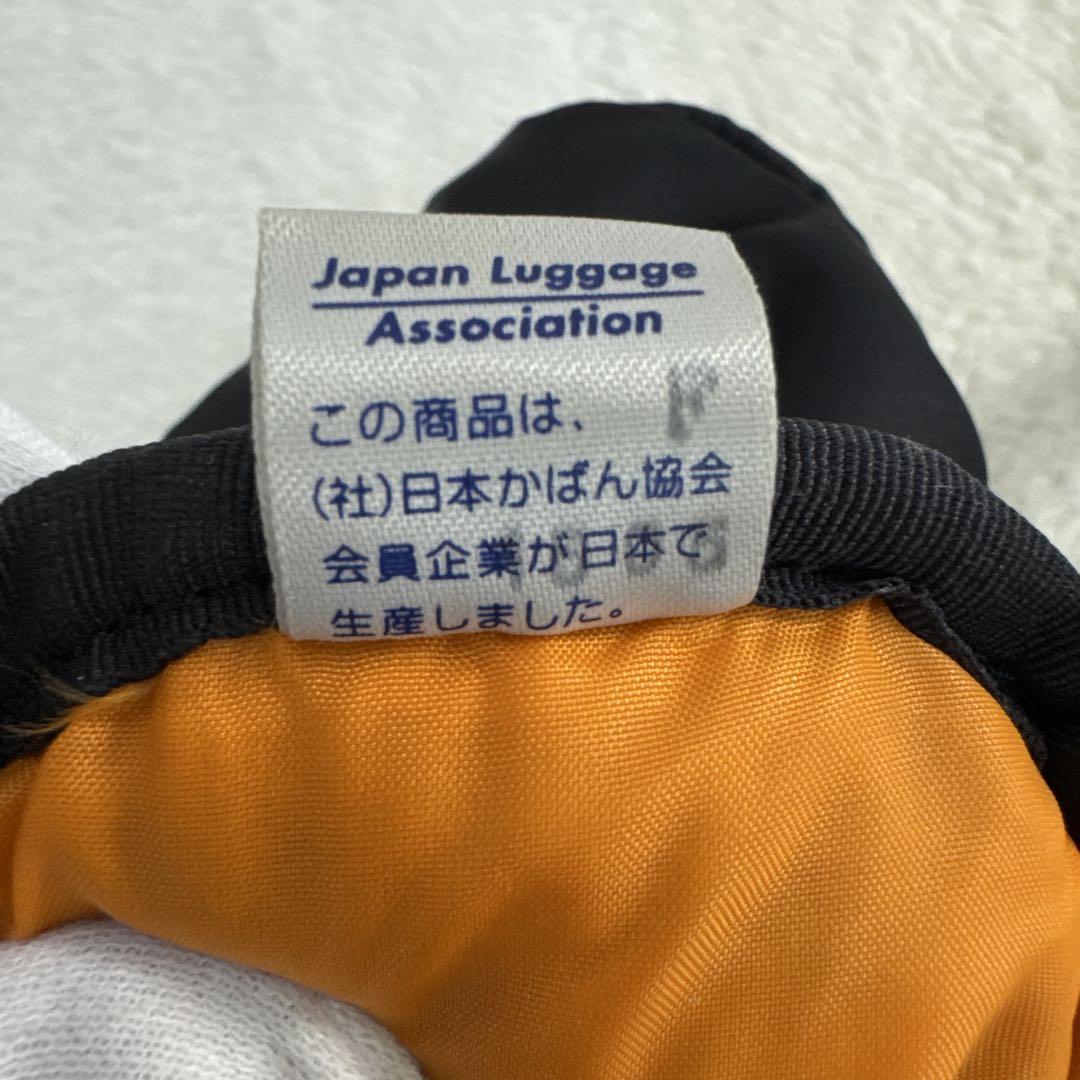 Japan Luggage
Association
この商品は、
(社)日本かばん協会
会員企業が日本で
生産しました。